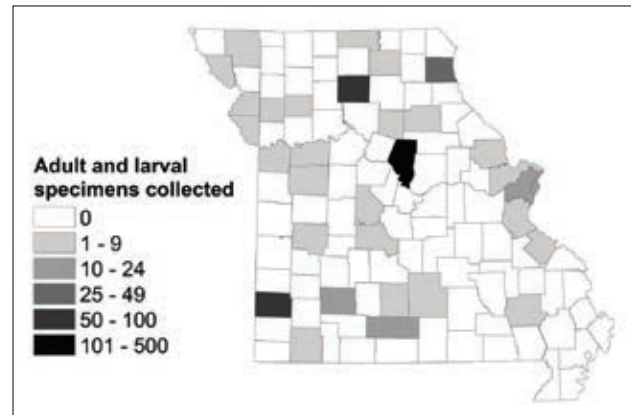 Adult and larval
specimens collected
0
1 - 9
10 - 24
25 - 49
50 - 100
101 - 500